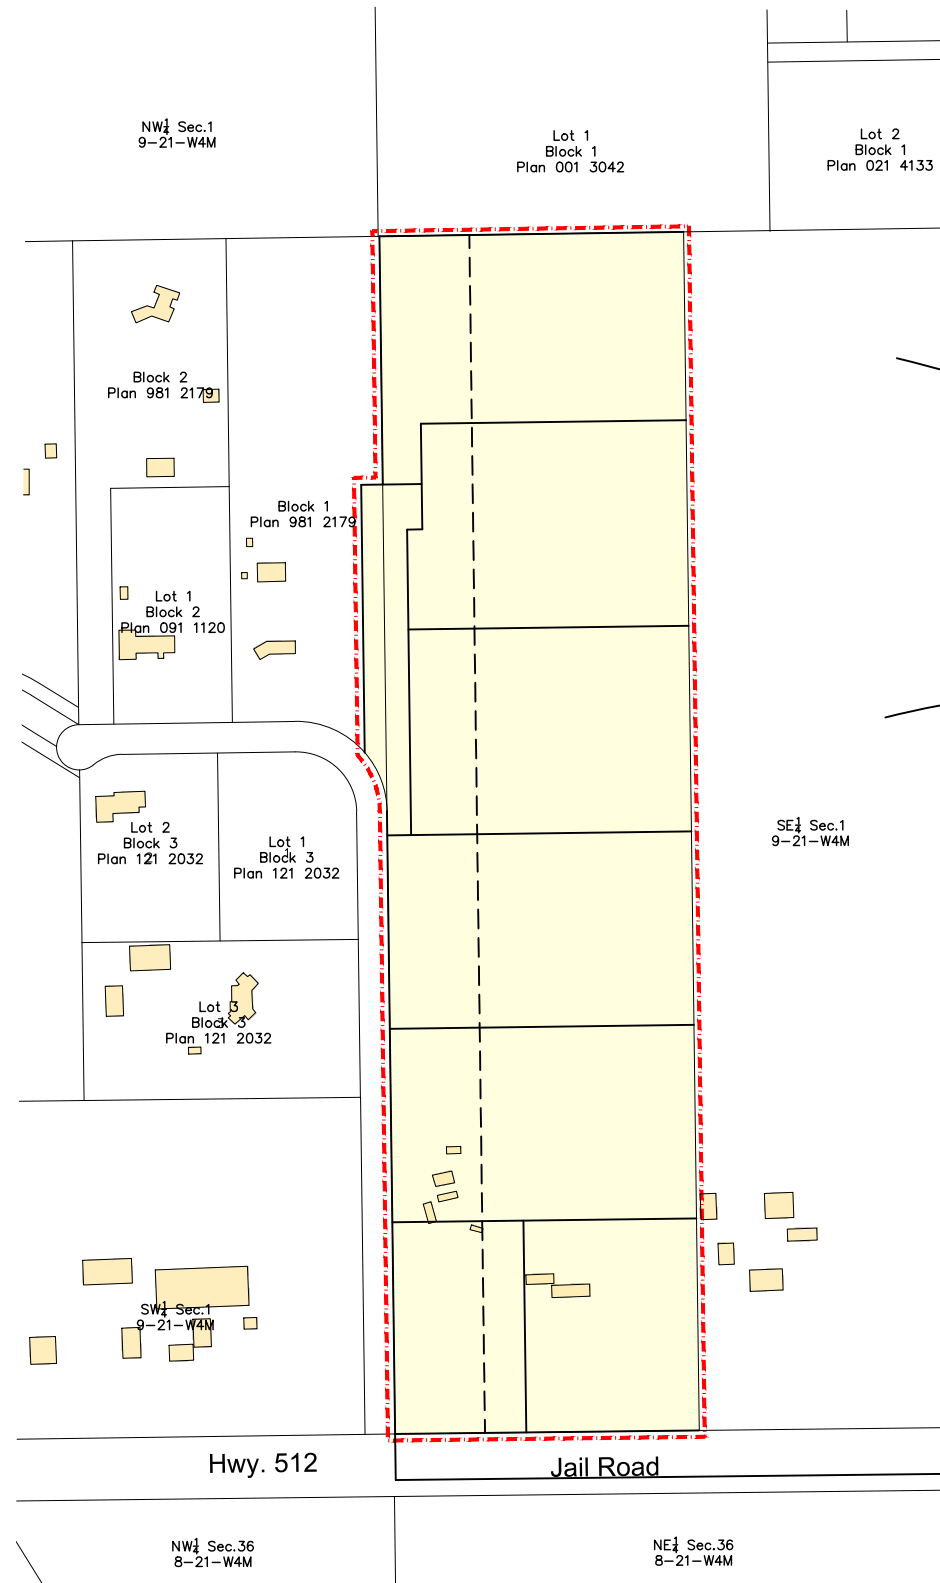 NW¼ Sec.1
9-21-W4M
Lot 1
Block 1
Plan 001 3042
Lot 2
Block 1
Plan 021 4133
Block 2
Plan 981 2179
Block 1
Plan 981 2179
Lot 1
Block 2
Plan 091 1120
Lot 2
Block 3
Plan 121 2032
Lot 1
Block 3
Plan 121 2032
SE¼ Sec.1
9-21-W4M
Lot 3
Block 3
Plan 121 2032
SW¼ Sec.1
9-21-W4M
Hwy. 512
Jail Road
NW¼ Sec.36
8-21-W4M
NE¼ Sec.36
8-21-W4M